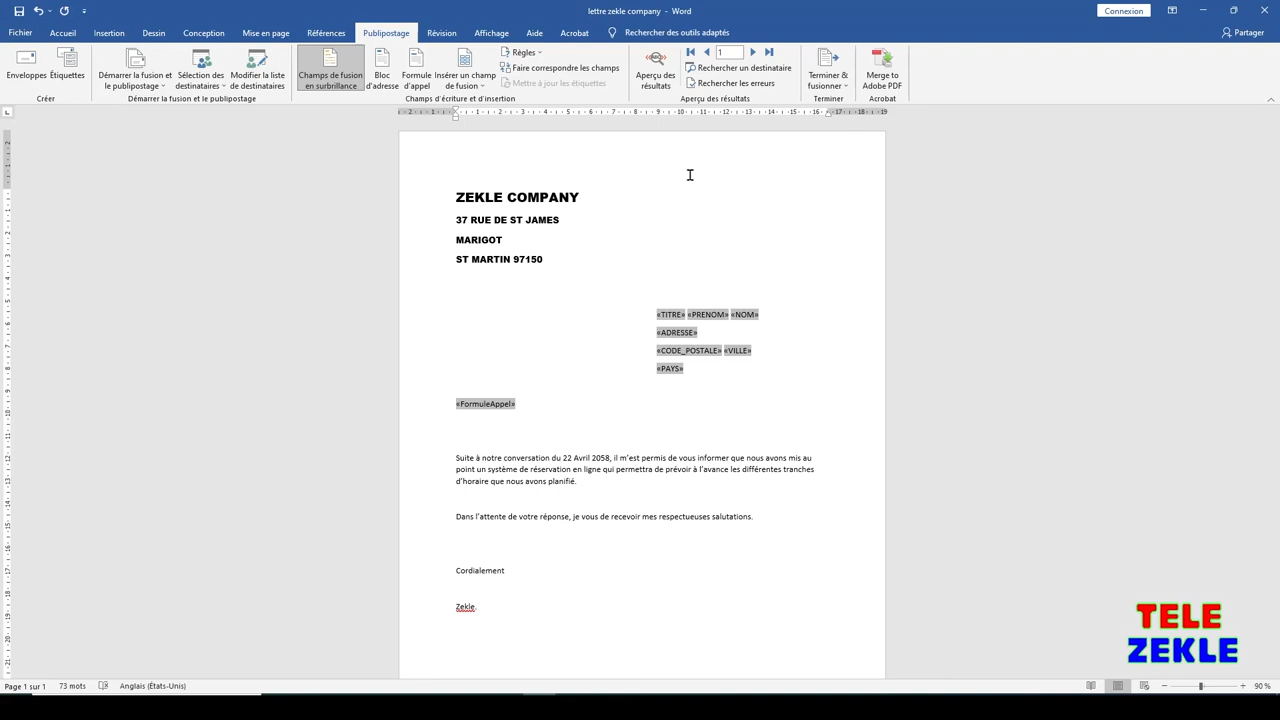 lettre zekle company - Word
Connexion
Fichier Accueil Insertion Dessin Conception Mise en page Références Publipostage Révision Affichage Aide Acrobat Rechercher des outils adaptés Partager
Enveloppes Étiquettes
Créer
Démarrer la fusion et le publipostage
Sélection des destinataires
Modifier la liste de destinataires
Démarrer la fusion et le publipostage
Champs de fusion en surbrillance
Bloc d'adresse
Formule d'appel
Insérer un champ de fusion
Règles
Faire correspondre les champs
Mettre à jour les étiquettes
Champs d'écriture et d'insertion
Aperçu des résultats
1
Rechercher un destinataire
Rechercher les erreurs
Aperçu des résultats
Terminer & fusionner
Terminer
Merge to Adobe PDF
Acrobat
ZEKLE COMPANY
37 RUE DE ST JAMES
MARIGOT
ST MARTIN 97150
«TITRE» «PRENOM» «NOM»
«ADRESSE»
«CODE_POSTALE» «VILLE»
«PAYS»
«FormuleAppel»
Suite à notre conversation du 22 Avril 2058, il m'est permis de vous informer que nous avons mis au
point un système de réservation en ligne qui permettra de prévoir à l'avance les différentes tranches
d'horaire que nous avons planifié.
Dans l'attente de votre réponse, je vous de recevoir mes respectueuses salutations.
Cordialement
Zekle.
TELE
ZEKLE
Page 1 sur 1 73 mots Anglais (États-Unis) 90 %